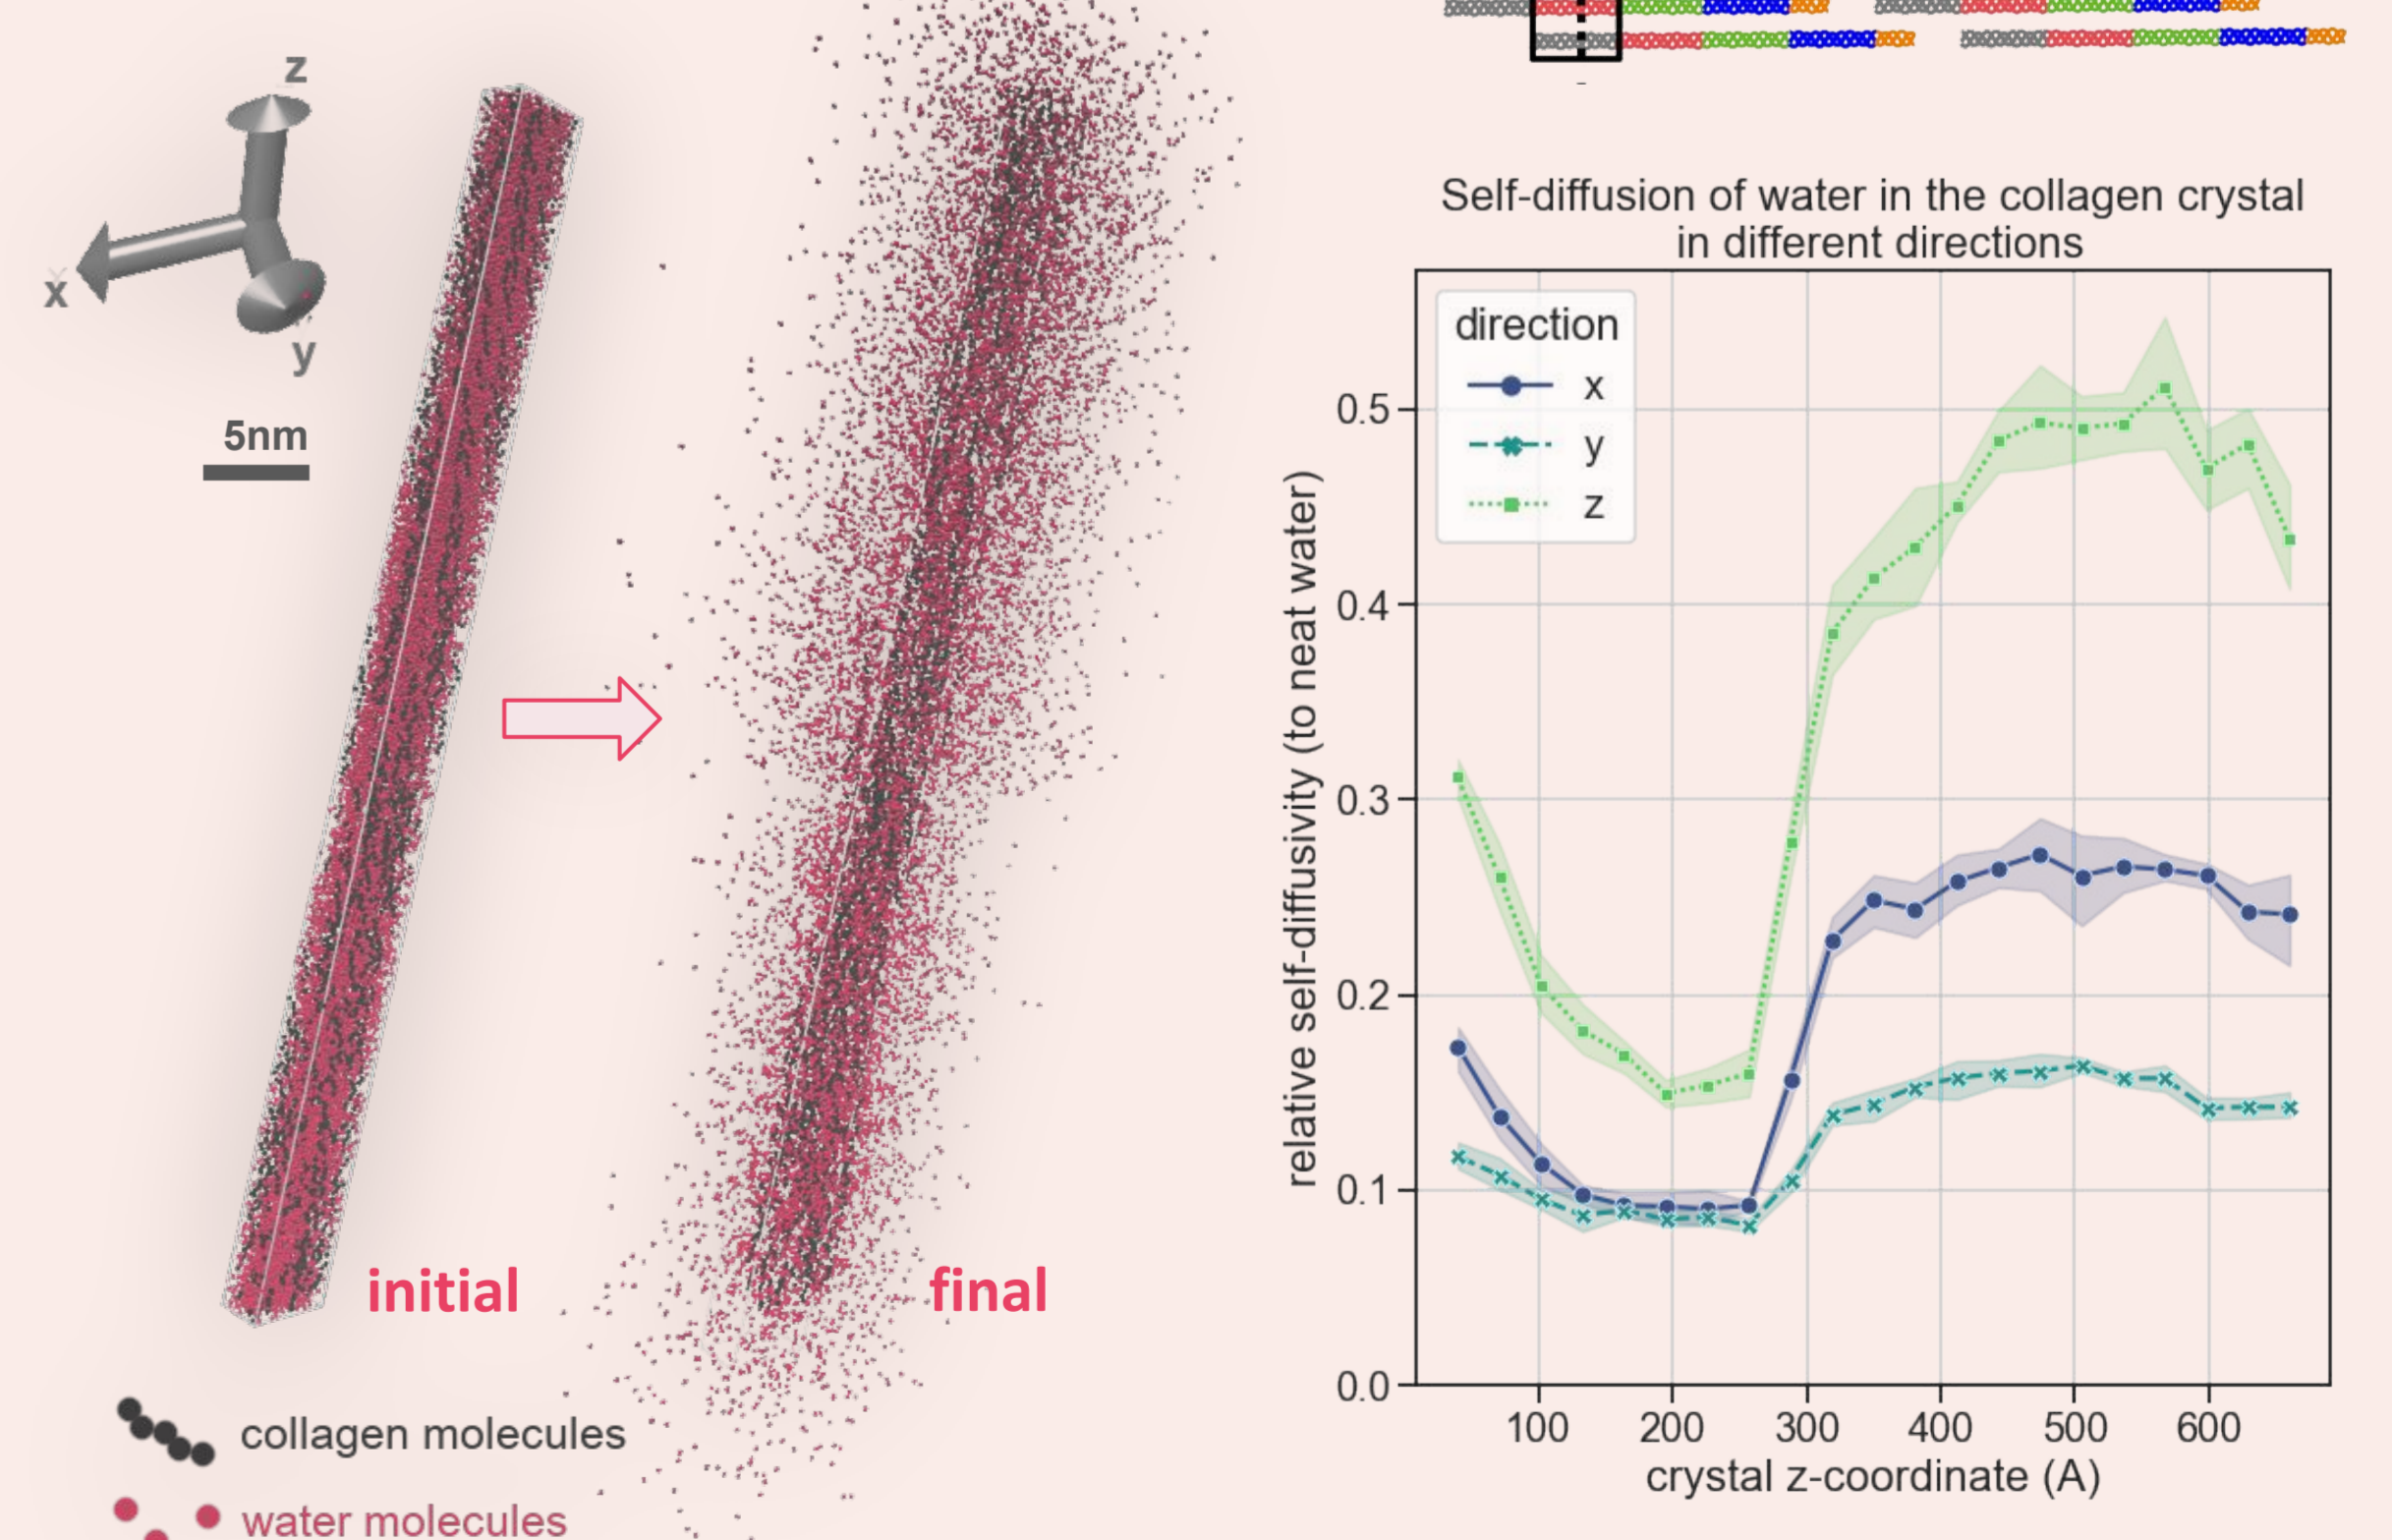 z
x
y
5nm
initial
final
collagen molecules
water molecules
Self-diffusion of water in the collagen crystal
in different directions
direction
x
y
z
relative self-diffusivity (to neat water)
0.5
0.4
0.3
0.2
0.1
0.0
100 200 300 400 500 600
crystal z-coordinate (A)